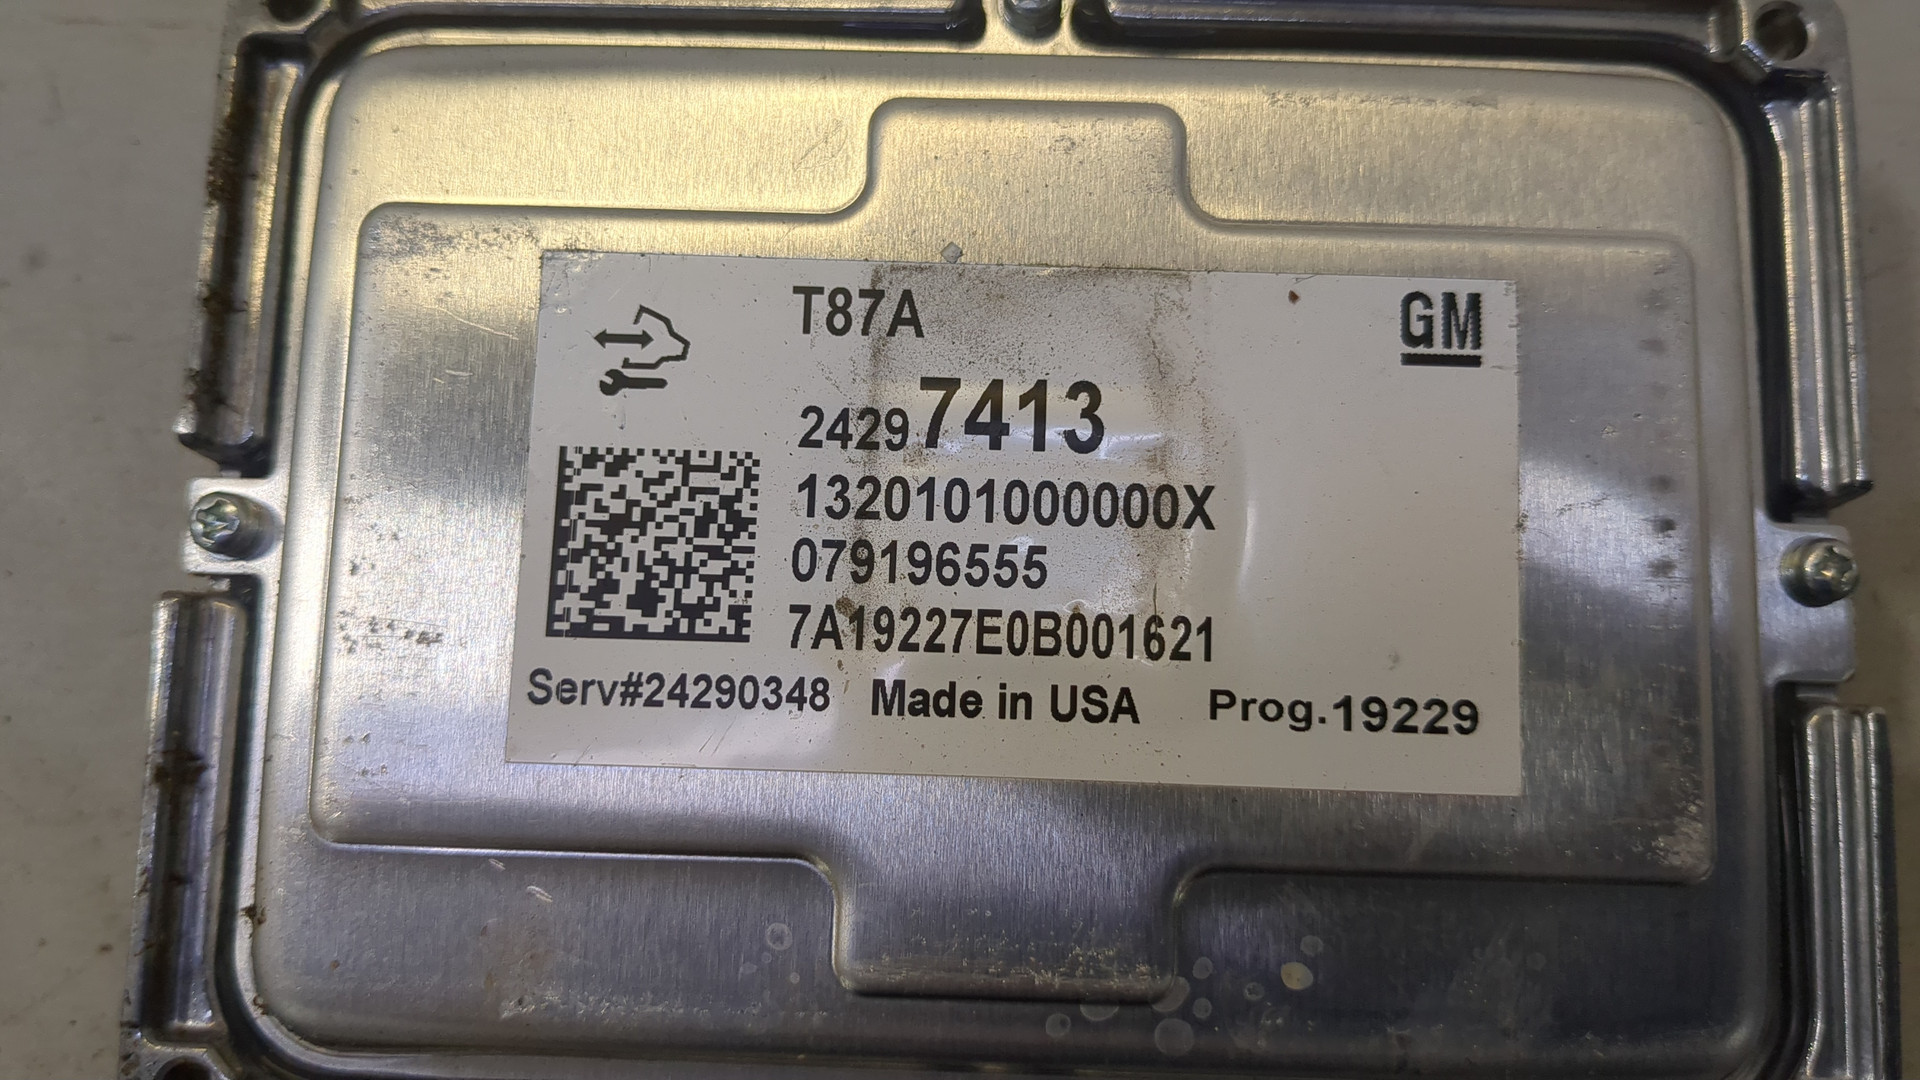 T87A
GM
24297413
1320101000000X
079196555
7A19227E0B001621
Serv#24290348 Made in USA Prog.19229